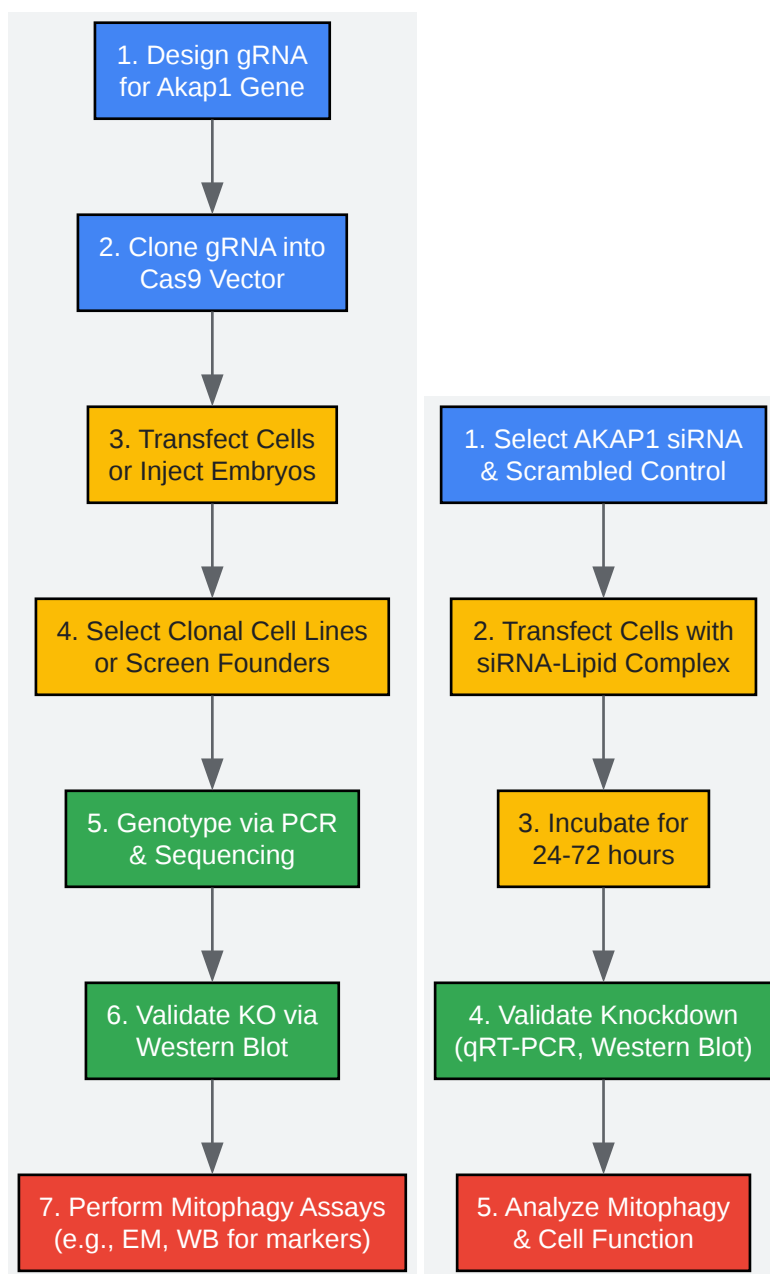 1. Design gRNA
for Akap1 Gene
2. Clone gRNA into
Cas9 Vector
3. Transfect Cells
or Inject Embryos
4. Select Clonal Cell Lines
or Screen Founders
5. Genotype via PCR
& Sequencing
6. Validate KO via
Western Blot
7. Perform Mitophagy Assays
(e.g., EM, WB for markers)
1. Select AKAP1 siRNA
& Scrambled Control
2. Transfect Cells with
siRNA-Lipid Complex
3. Incubate for
24-72 hours
4. Validate Knockdown
(qRT-PCR, Western Blot)
5. Analyze Mitophagy
& Cell Function